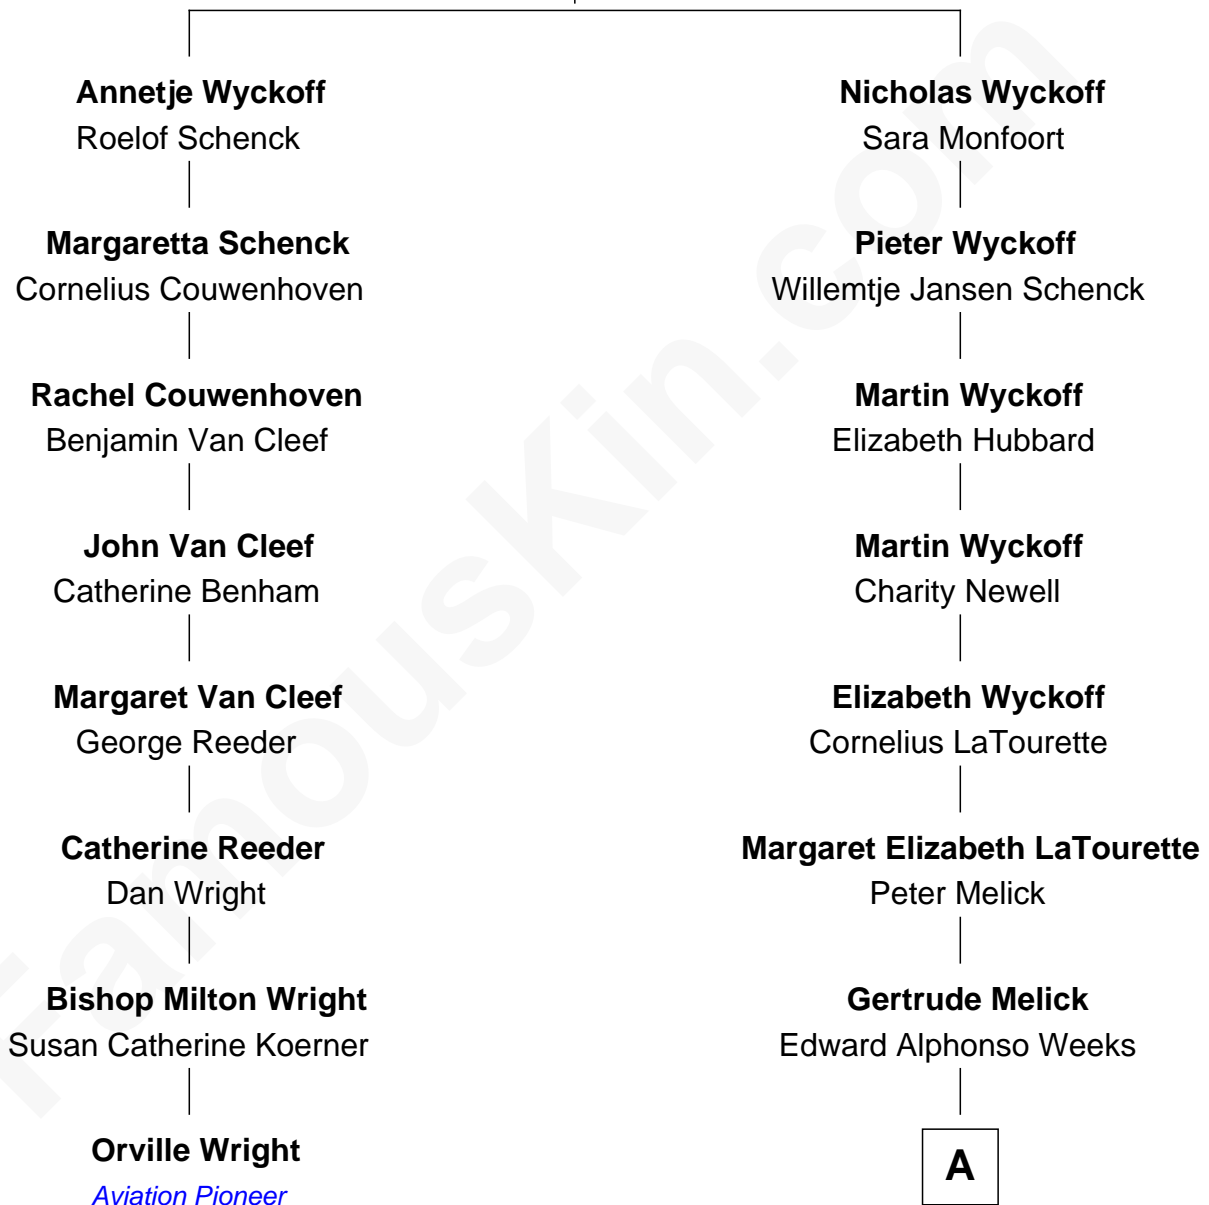 Annetje Wyckoff
Roelof Schenck
Margaretta Schenck
Cornelius Couwenhoven
Rachel Couwenhoven
Benjamin Van Cleef
John Van Cleef
Catherine Benham
Margaret Van Cleef
George Reeder
Catherine Reeder
Dan Wright
Bishop Milton Wright
Susan Catherine Koerner
Orville Wright
Aviation Pioneer
Nicholas Wyckoff
Sara Monfoort
Pieter Wyckoff
Willemtje Jansen Schenck
Martin Wyckoff
Elizabeth Hubbard
Martin Wyckoff
Charity Newell
Elizabeth Wyckoff
Cornelius LaTourette
Margaret Elizabeth LaTourette
Peter Melick
Gertrude Melick
Edward Alphonso Weeks
A
FamousKin.com